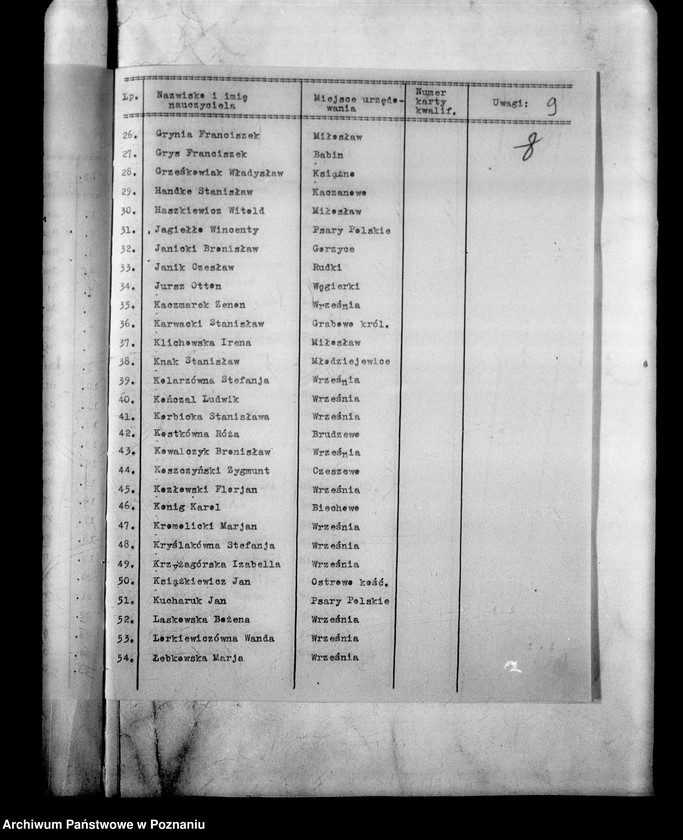 Lp. Nazwisko i imię nauczyciela Miejsce urzędo-wania Numer karty kwalif. Uwagi: 9
8
26. Grynia Franciszek Miłosław
27. Grys Franciszek Babin
28. Grześkowiak Władysław Książno
29. Handke Stanisław Kaczanowo
30. Haszkiewicz Witold Miłosław
31. Jagiełło Wincenty Psary Polskie
32. Janicki Bronisław Gorzyce
33. Janik Czesław Rudki
34. Jursz Otton Węgierki
35. Kaczmarek Zenon Września
36. Karwacki Stanisław Grabowo król.
37. Klichowska Irena Miłosław
38. Knak Stanisław Młodziejewice
39. Kolarzówna Stefanja Września
40. Kończal Ludwik Września
41. Korbicka Stanisława Września
42. Kostkówna Róża Brudzewo
43. Kowalczyk Bronisław Września
44. Koszczyński Zygmunt Czeszewo
45. Kozłowski Florjan Września
46. Konig Karol Biechowo
47. Kromolicki Marjan Września
48. Kryślakówna Stefanja Września
49. Krzyżagórska Izabella Września
50. Książkiewicz Jan Ostrowo kość.
51. Kucharuk Jan Psary Polskie
52. Laskowska Bożena Września
53. Lorkiewiczówna Wanda Września
54. Łebkowska Marja Września
2
Archiwum Państwowe w Poznaniu